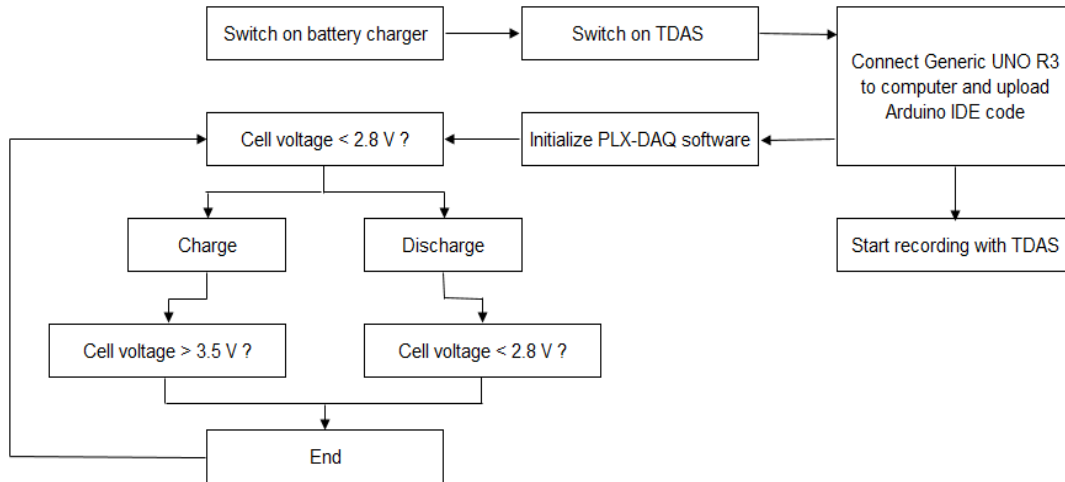 Switch on battery charger
Switch on TDAS
Connect Generic UNO R3
to computer and upload
Arduino IDE code
Cell voltage < 2.8 V ?
Initialize PLX-DAQ software
Charge
Discharge
Start recording with TDAS
Cell voltage > 3.5 V ?
Cell voltage < 2.8 V ?
End